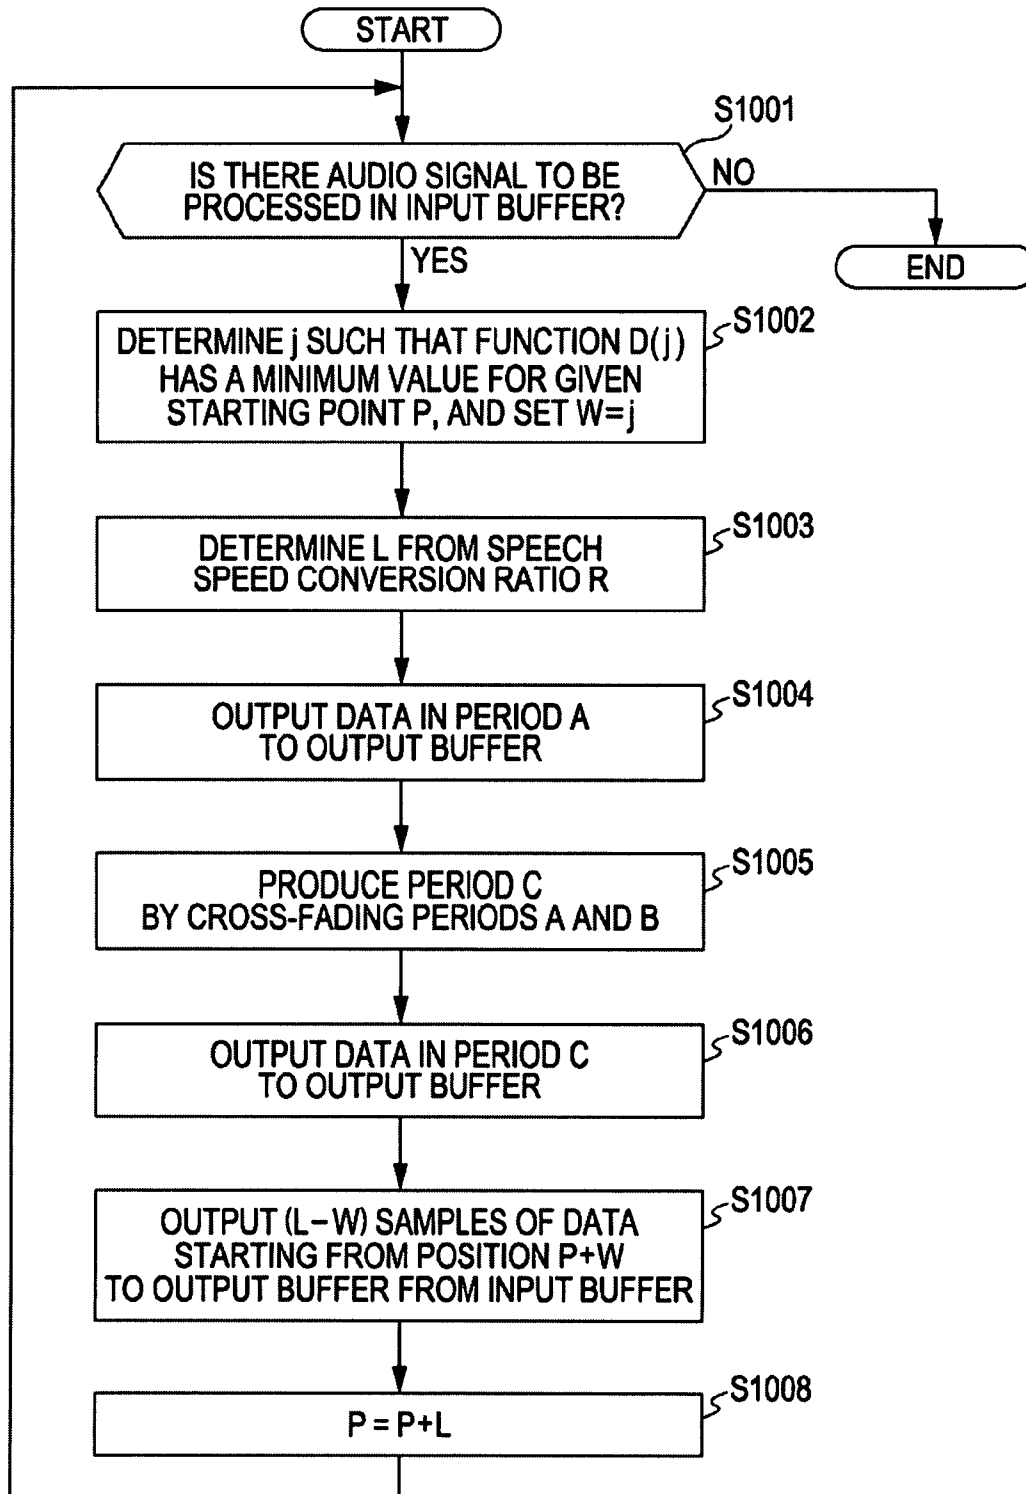 START
S1001
IS THERE AUDIO SIGNAL TO BE
PROCESSED IN INPUT BUFFER?
NO
YES
END
S1002
DETERMINE j SUCH THAT FUNCTION D(j)
HAS A MINIMUM VALUE FOR GIVEN
STARTING POINT P, AND SET W=j
S1003
DETERMINE L FROM SPEECH
SPEED CONVERSION RATIO R
S1004
OUTPUT DATA IN PERIOD A
TO OUTPUT BUFFER
S1005
PRODUCE PERIOD C
BY CROSS-FADING PERIODS A AND B
S1006
OUTPUT DATA IN PERIOD C
TO OUTPUT BUFFER
S1007
OUTPUT (L-W) SAMPLES OF DATA
STARTING FROM POSITION P+W
TO OUTPUT BUFFER FROM INPUT BUFFER
S1008
P = P+L